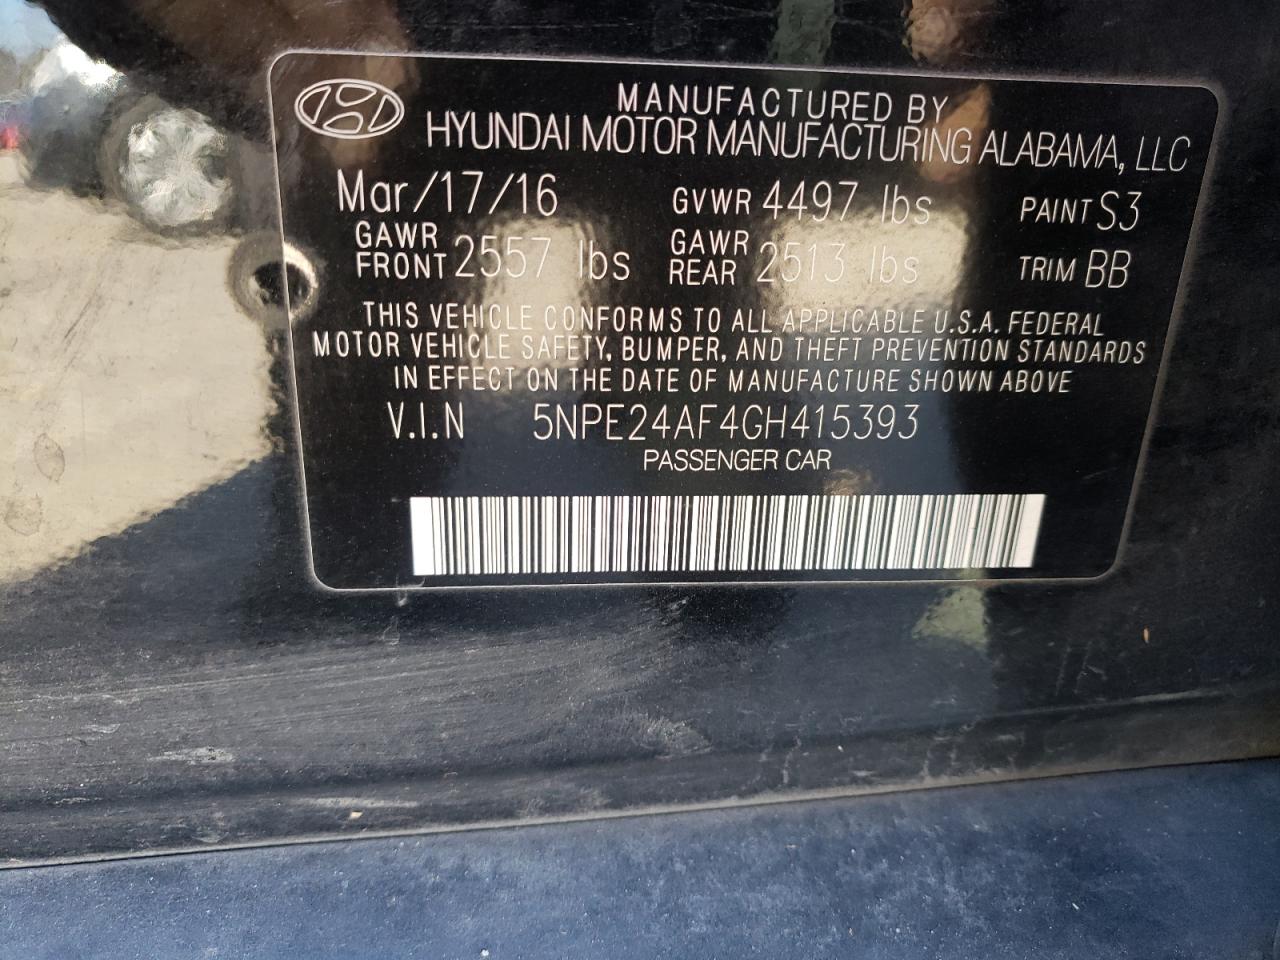 MANUFACTURED BY
HYUNDAI MOTOR MANUFACTURING ALABAMA, LLC
Mar/17/16 GVWR 4497 lbs PAINT S3
GAWR FRONT 2557 lbs GAWR REAR 2513 lbs TRIM BB
THIS VEHICLE CONFORMS TO ALL APPLICABLE U.S.A. FEDERAL
MOTOR VEHICLE SAFETY, BUMPER, AND THEFT PREVENTION STANDARDS
IN EFFECT ON THE DATE OF MANUFACTURE SHOWN ABOVE
V.I.N 5NPE24AF4GH415393
PASSENGER CAR